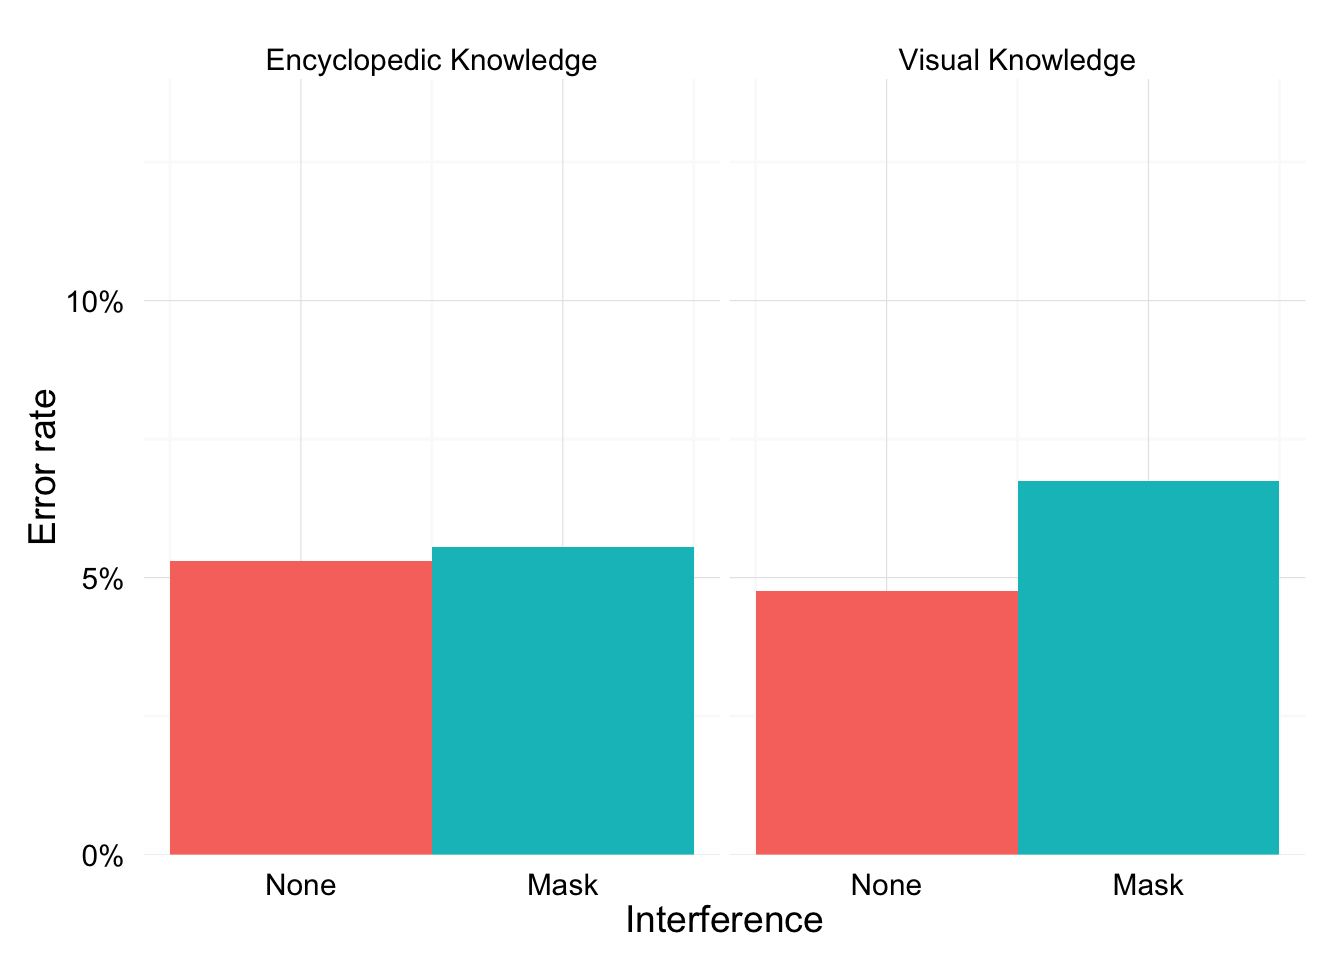 Encyclopedic Knowledge
Visual Knowledge
Error rate
10%
5%
0%
None
Mask
None
Mask
Interference